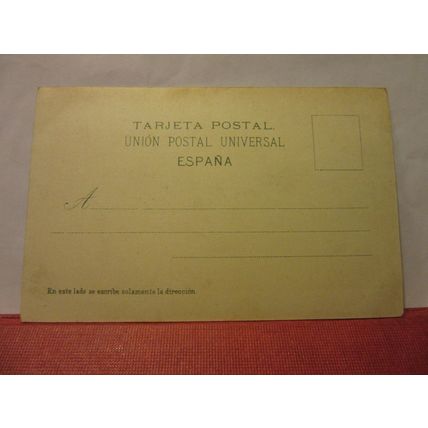 TARJETA POSTAL.
UNIÓN POSTAL UNIVERSAL
ESPAÑA
A
En este lado se escribe solamente la dirección.